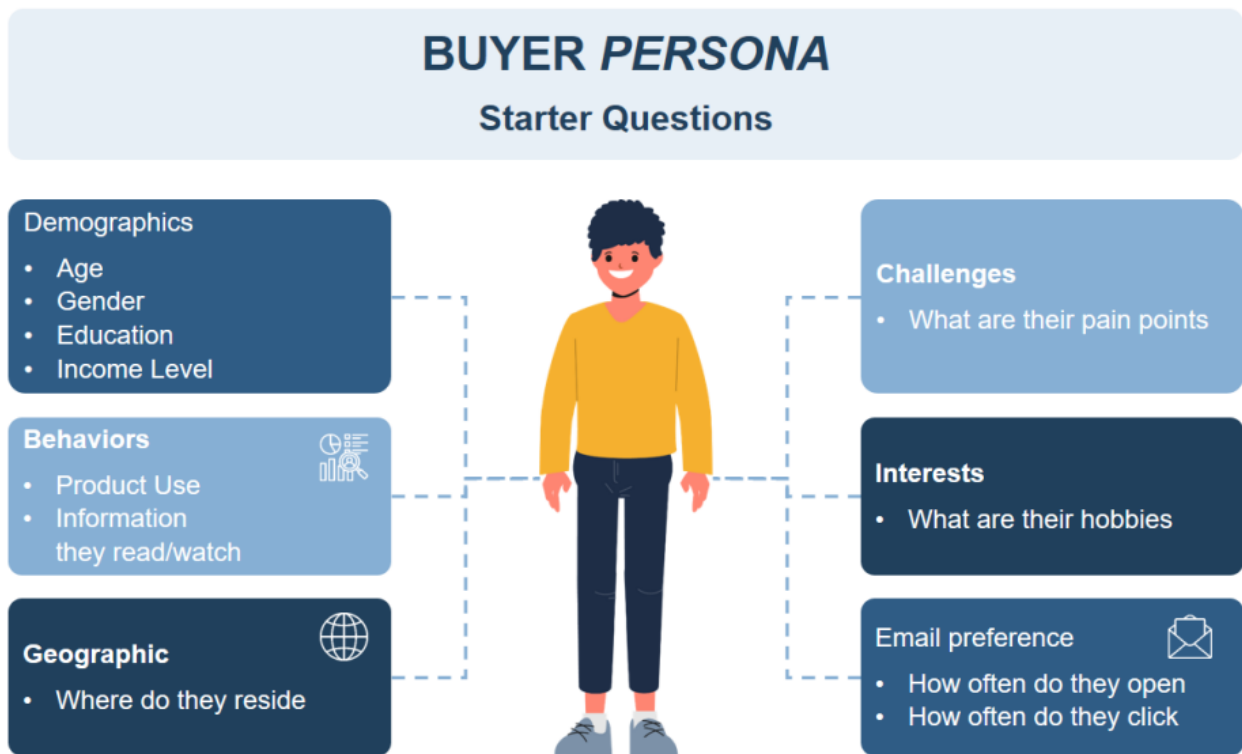 BUYER PERSONA
Starter Questions
Demographics
• Age
• Gender
• Education
• Income Level
Behaviors
• Product Use
• Information
they read/watch
Geographic
• Where do they reside
Challenges
• What are their pain points
Interests
• What are their hobbies
Email preference
• How often do they open
• How often do they click